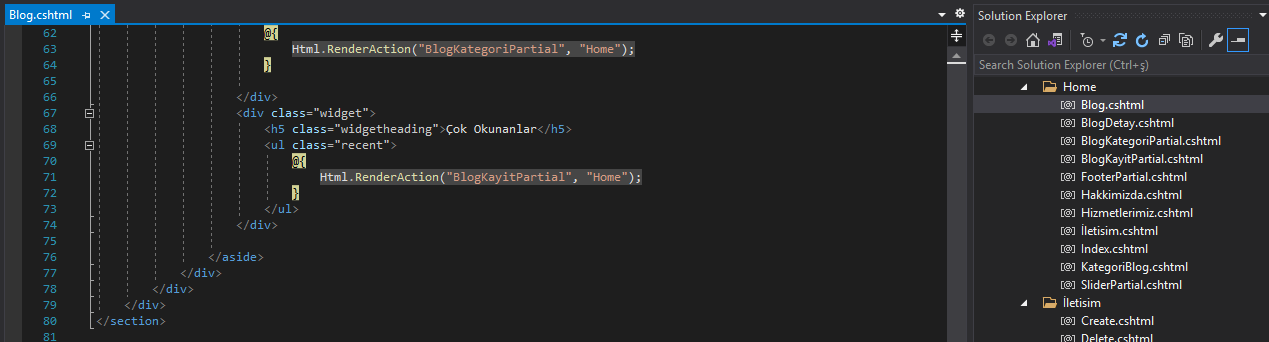 Blog.cshtml
62 @{
63 Html.RenderAction("BlogKategoriPartial", "Home");
64 }
65
66 </div>
67 <div class="widget">
68 <h5 class="widgetheading">Çok Okunanlar</h5>
69 <ul class="recent">
70 @{
71 Html.RenderAction("BlogKayitPartial", "Home");
72 }
73 </ul>
74 </div>
75
76 </aside>
77 </div>
78 </div>
79 </div>
80 </section>
81
Solution Explorer
Search Solution Explorer (Ctrl+ş)
Home
Blog.cshtml
BlogDetay.cshtml
BlogKategoriPartial.cshtml
BlogKayitPartial.cshtml
FooterPartial.cshtml
Hakkimizda.cshtml
Hizmetlerimiz.cshtml
İletisim.cshtml
Index.cshtml
KategoriBlog.cshtml
SliderPartial.cshtml
İletisim
Create.cshtml
Delete.cshtml